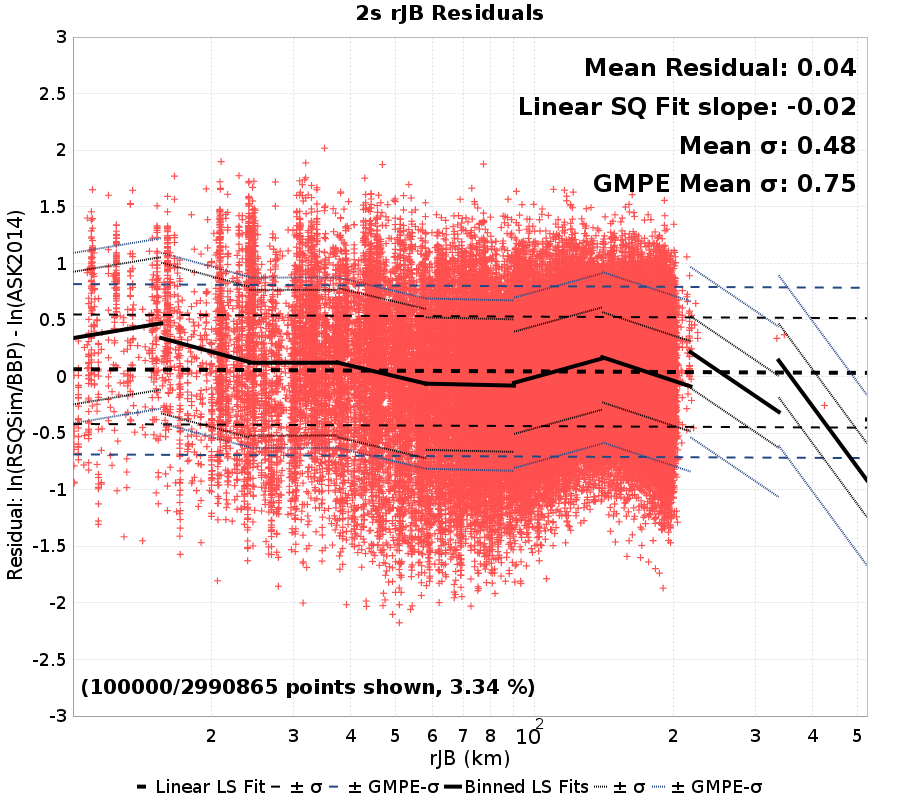 2s rJB Residuals
Mean Residual: 0.04
Linear SQ Fit slope: -0.02
Mean σ: 0.48
GMPE Mean σ: 0.75
3
2.5
2
1.5
1
0.5
0
-0.5
-1
-1.5
-2
-2.5
-3
Residual: ln(RSQSim/BBP) - ln(ASK2014)
(100000/2990865 points shown, 3.34 %)
2 3 4 5 6 7 8 10² 2 3 4 5
rJB (km)
Linear LS Fit ± σ ± GMPE-σ Binned LS Fits ± σ ± GMPE-σ